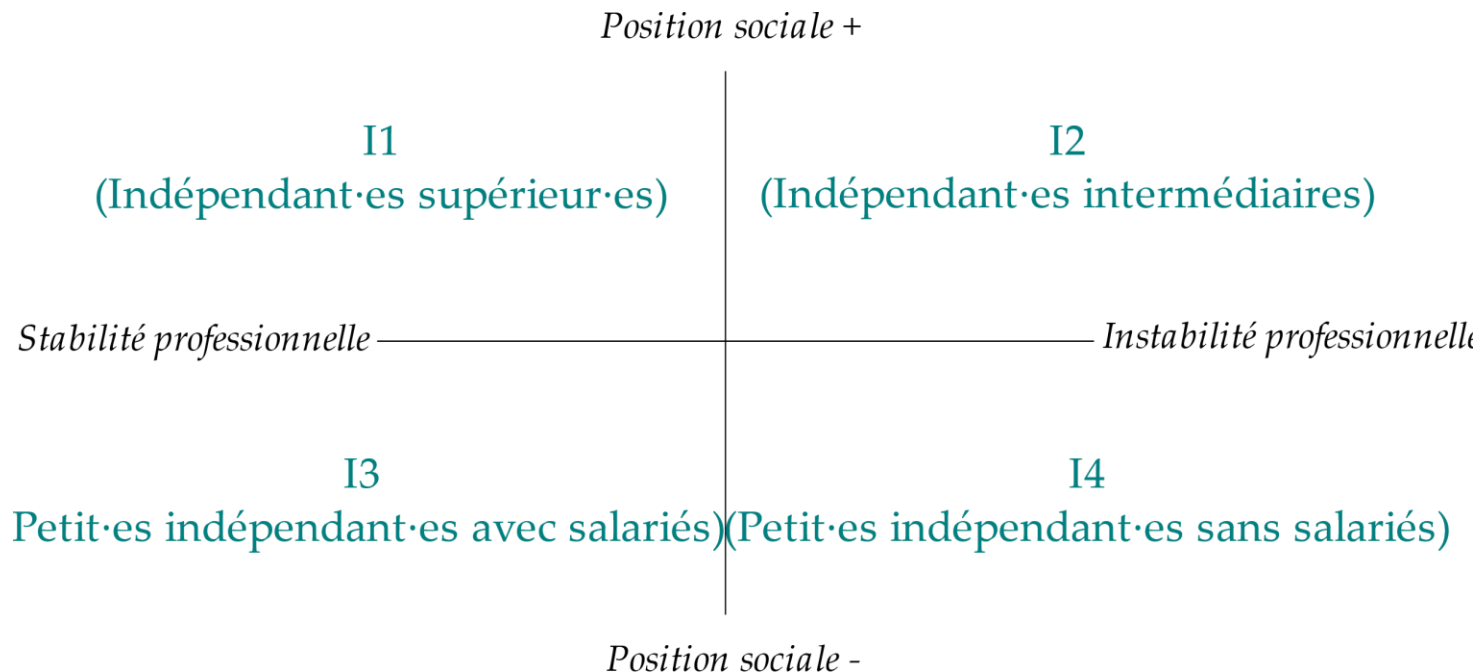 Position sociale +
I1
(Indépendant·es supérieur·es)
I2
(Indépendant·es intermédiaires)
Stabilité professionnelle
Instabilité professionnelle
I3
Petit·es indépendant·es avec salariés)
I4
(Petit·es indépendant·es sans salariés)
Position sociale -